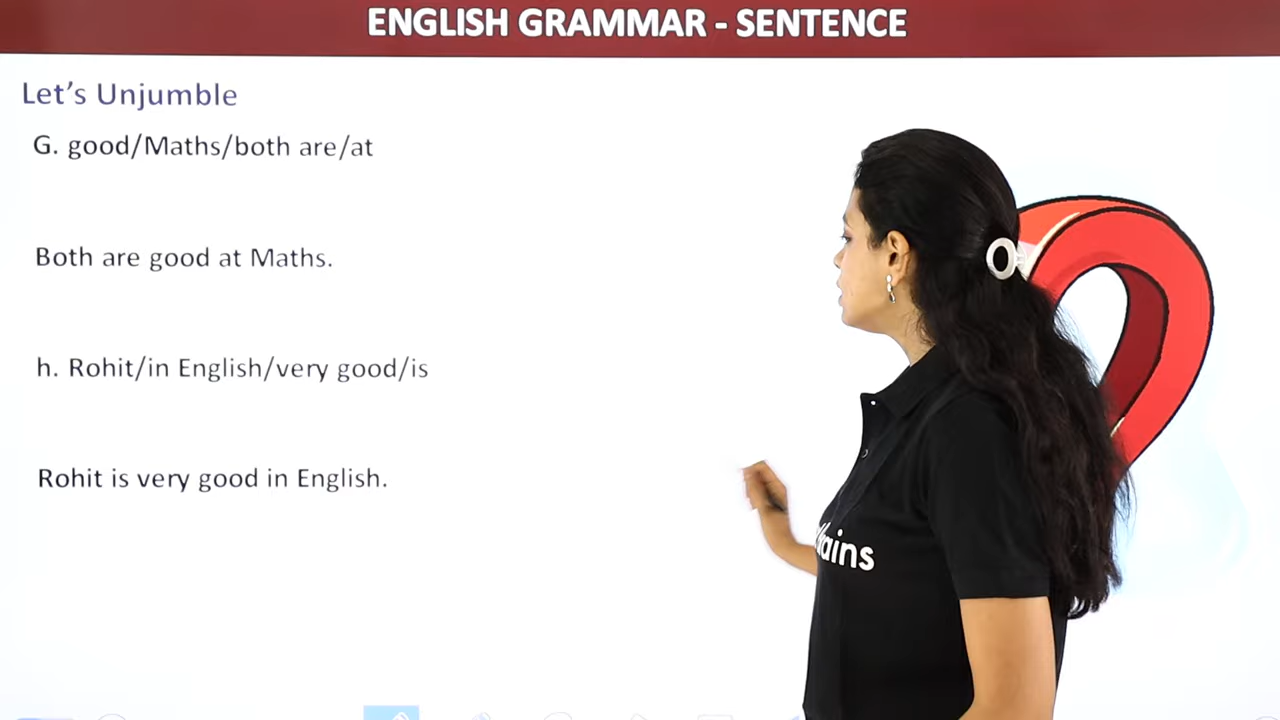 ENGLISH GRAMMAR - SENTENCE
Let's Unjumble
G. good/Maths/both are/at
Both are good at Maths.
h. Rohit/in English/very good/is
Rohit is very good in English.